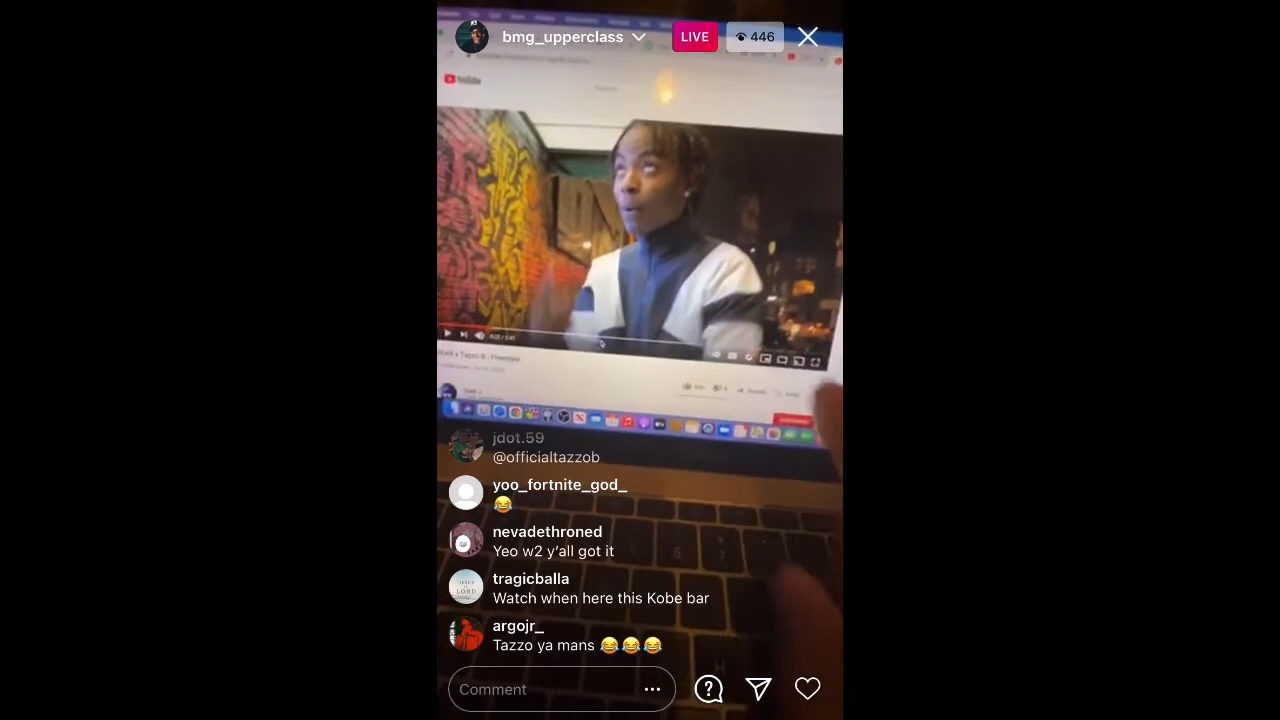 bmg_upperclass
LIVE
446
YouTube
jdot.59
@officialtazzob
yoo_fortnite_god_
😂
nevadethroned
Yeo w2 y'all got it
tragicballa
Watch when here this Kobe bar
argojr_
Tazzo ya mans 😂😂😂
Comment